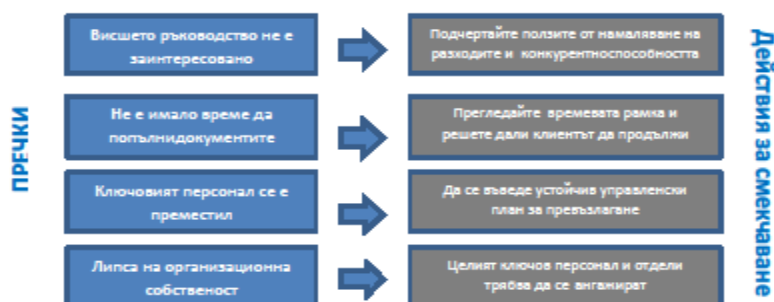 ПРЕЧКИ
Висшето ръководство не е
заинтересовано
Подчертайте ползите от намаляване на
разходите и конкурентноспособността
Не е имало време да
попълнидокументите
Прегледайте времевата рамка и
решете дали клиентът да продължи
Ключовият персонал се е
преместил
Да се въведе устойчив управленски
план за превъзлагане
Липса на организационна
собственост
Целият ключов персонал и отдели
трябва да се ангажират
Действия за смекчаване